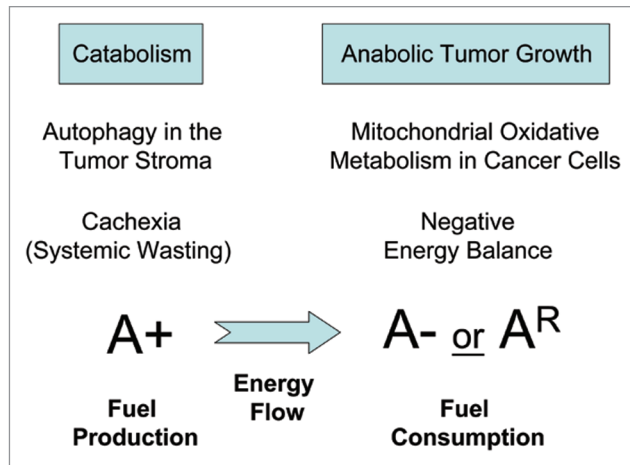 Catabolism
Anabolic Tumor Growth
Autophagy in the
Tumor Stroma
Mitochondrial Oxidative
Metabolism in Cancer Cells
Cachexia
(Systemic Wasting)
Negative
Energy Balance
A+
A- or A^R
Energy
Flow
Fuel
Production
Fuel
Consumption